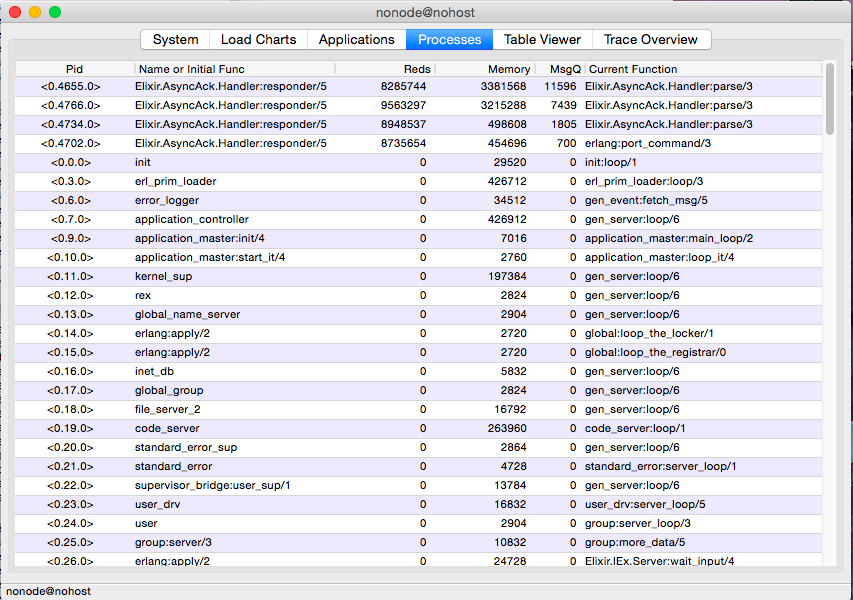 nonode@nohost
System Load Charts Applications Processes Table Viewer Trace Overview
Pid Name or Initial Func Reds Memory MsgQ Current Function
<0.4655.0> Elixir.AsyncAck.Handler:responder/5 8285744 3381568 11596 Elixir.AsyncAck.Handler:parse/3
<0.4766.0> Elixir.AsyncAck.Handler:responder/5 9563297 3215288 7439 Elixir.AsyncAck.Handler:parse/3
<0.4734.0> Elixir.AsyncAck.Handler:responder/5 8948537 498608 1805 Elixir.AsyncAck.Handler:parse/3
<0.4702.0> Elixir.AsyncAck.Handler:responder/5 8735654 454696 700 erlang:port_command/3
<0.0.0> init 0 29520 0 init:loop/1
<0.3.0> erl_prim_loader 0 426712 0 erl_prim_loader:loop/3
<0.6.0> error_logger 0 34512 0 gen_event:fetch_msg/5
<0.7.0> application_controller 0 426912 0 gen_server:loop/6
<0.9.0> application_master:init/4 0 7016 0 application_master:main_loop/2
<0.10.0> application_master:start_it/4 0 2760 0 application_master:loop_it/4
<0.11.0> kernel_sup 0 197384 0 gen_server:loop/6
<0.12.0> rex 0 2824 0 gen_server:loop/6
<0.13.0> global_name_server 0 2904 0 gen_server:loop/6
<0.14.0> erlang:apply/2 0 2720 0 global:loop_the_locker/1
<0.15.0> erlang:apply/2 0 2720 0 global:loop_the_registrar/0
<0.16.0> inet_db 0 5832 0 gen_server:loop/6
<0.17.0> global_group 0 2824 0 gen_server:loop/6
<0.18.0> file_server_2 0 16792 0 gen_server:loop/6
<0.19.0> code_server 0 263960 0 code_server:loop/1
<0.20.0> standard_error_sup 0 2864 0 gen_server:loop/6
<0.21.0> standard_error 0 4728 0 standard_error:server_loop/1
<0.22.0> supervisor_bridge:user_sup/1 0 13784 0 gen_server:loop/6
<0.23.0> user_drv 0 16832 0 user_drv:server_loop/5
<0.24.0> user 0 2904 0 group:server_loop/3
<0.25.0> group:server/3 0 10832 0 group:more_data/5
<0.26.0> erlang:apply/2 0 24728 0 Elixir.IEx.Server:wait_input/4
nonode@nohost